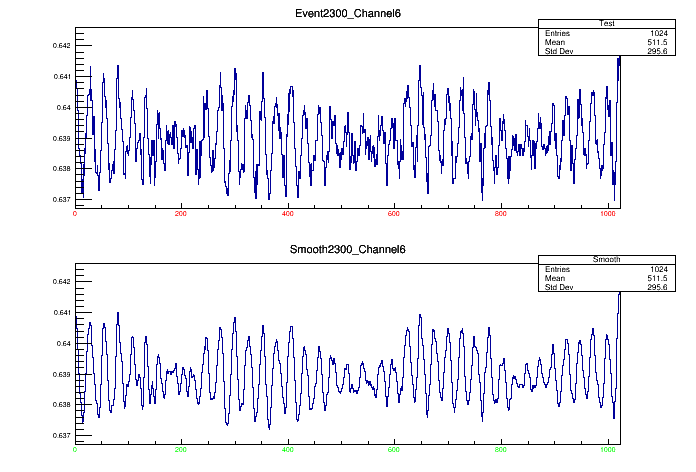 Event2300_Channel6
Test
Entries 1024
Mean 511.5
Std Dev 295.6
0.642
0.641
0.64
0.639
0.638
0.637
0 200 400 600 800 1000
Smooth2300_Channel6
Smooth
Entries 1024
Mean 511.5
Std Dev 295.6
0.642
0.641
0.64
0.639
0.638
0.637
0 200 400 600 800 1000